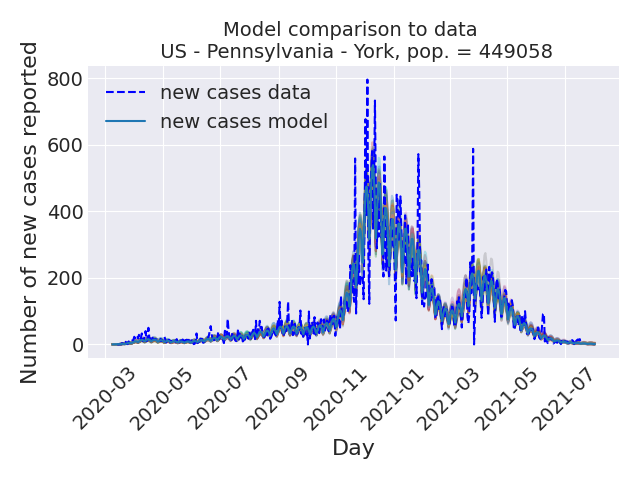 Model comparison to data
US - Pennsylvania - York, pop. = 449058
Number of new cases reported
800
600
400
200
0
new cases data
new cases model
2020-03
2020-05
2020-07
2020-09
2020-11
2021-01
2021-03
2021-05
2021-07
Day